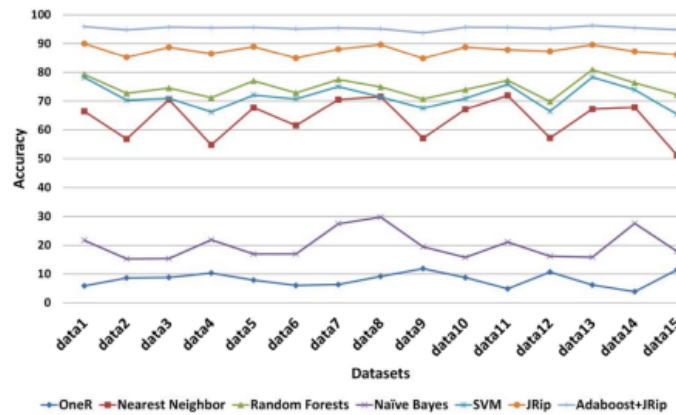 100
90
80
70
60
50
40
30
20
10
0
Accuracy
data1 data2 data3 data4 data5 data6 data7 data8 data9 data10 data11 data12 data13 data14 data15
Datasets
OneR Nearest Neighbor Random Forests Naïve Bayes SVM JRip Adaboost+JRip